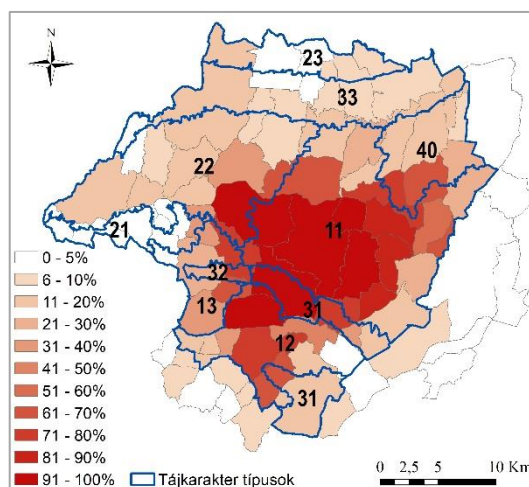 N
23
33
40
22
11
21
32
13
31
12
31
0 - 5%
6 - 10%
11 - 20%
21 - 30%
31 - 40%
41 - 50%
51 - 60%
61 - 70%
71 - 80%
81 - 90%
91 - 100%
Tájkarakter típusok
0 2,5 5 10 Km